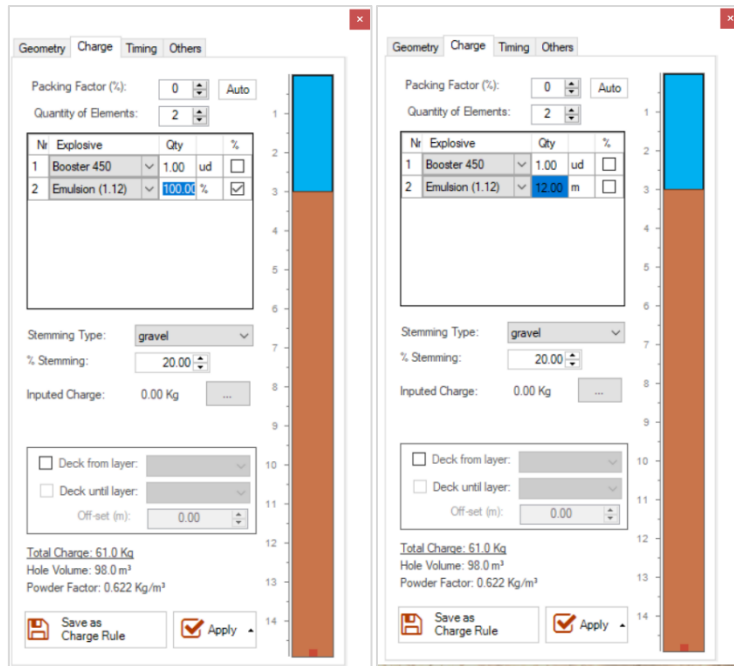 Geometry Charge Timing Others
Packing Factor (%): 0 Auto
Quantity of Elements: 2
Nr Explosive Qty %
1 Booster 450 1.00 ud
2 Emulsion (1.12) 100.00 %
1
2
3
4
5
6
7
8
9
10
11
12
13
14
Stemming Type: gravel
% Stemming: 20.00
Inputed Charge: 0.00 Kg ...
Deck from layer:
Deck until layer:
Off-set (m): 0.00
Total Charge: 61.0 Kg
Hole Volume: 98.0 m³
Powder Factor: 0.622 Kg/m³
Save as
Charge Rule
Apply
Geometry Charge Timing Others
Packing Factor (%): 0 Auto
Quantity of Elements: 2
Nr Explosive Qty %
1 Booster 450 1.00 ud
2 Emulsion (1.12) 12.00 m
1
2
3
4
5
6
7
8
9
10
11
12
13
14
Stemming Type: gravel
% Stemming: 20.00
Inputed Charge: 0.00 Kg ...
Deck from layer:
Deck until layer:
Off-set (m): 0.00
Total Charge: 61.0 Kg
Hole Volume: 98.0 m³
Powder Factor: 0.622 Kg/m³
Save as
Charge Rule
Apply